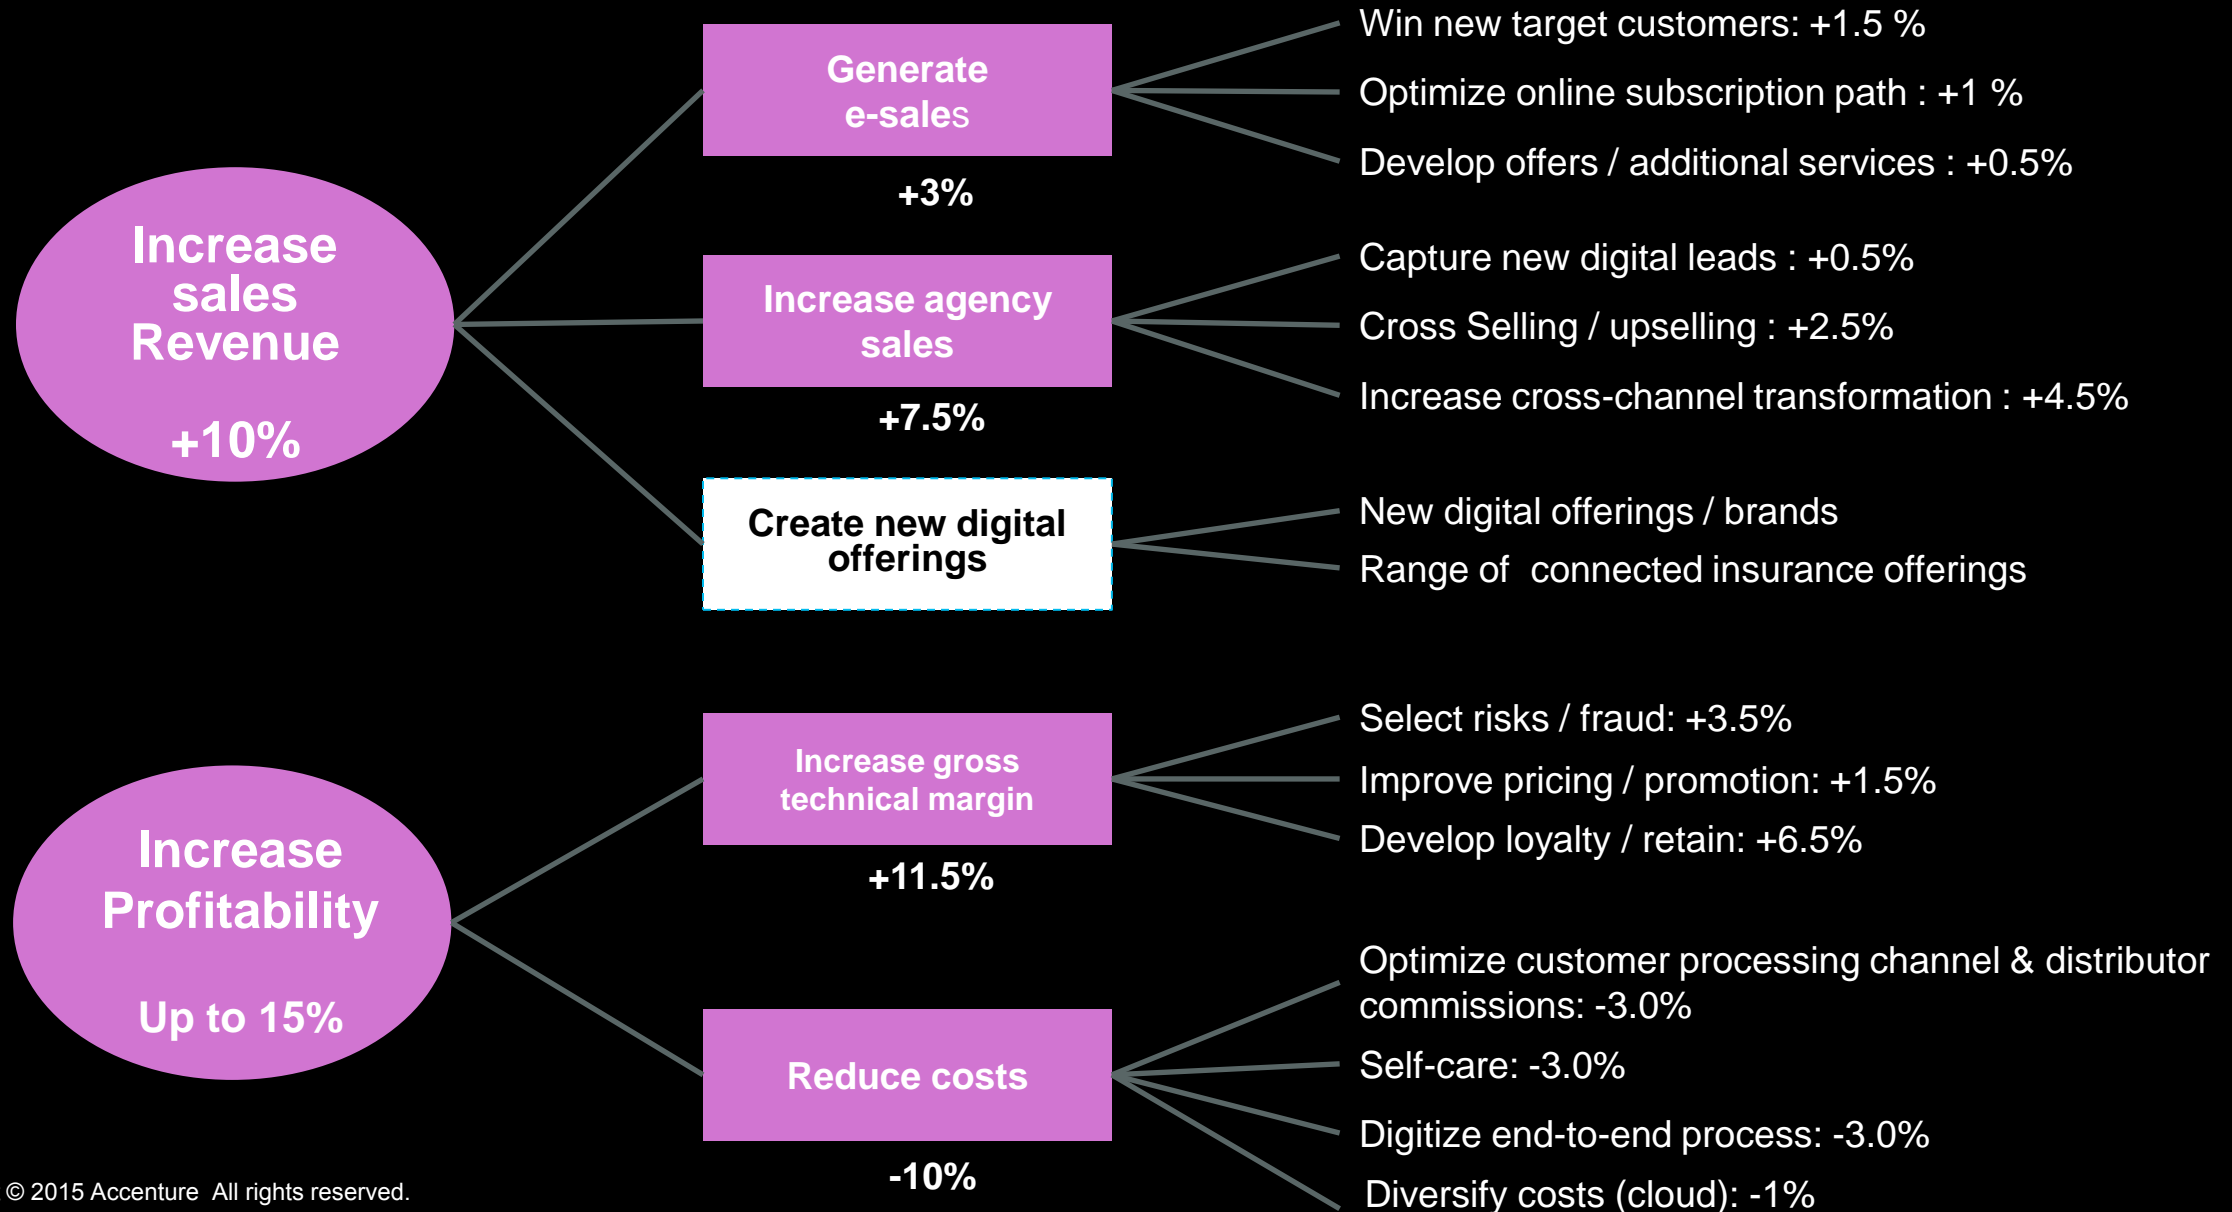 Increase
sales
Revenue
+10%
Generate
e-sales
+3%
Win new target customers: +1.5 %
Optimize online subscription path : +1 %
Develop offers / additional services : +0.5%
Increase agency
sales
+7.5%
Capture new digital leads : +0.5%
Cross Selling / upselling : +2.5%
Increase cross-channel transformation : +4.5%
Create new digital
offerings
New digital offerings / brands
Range of  connected insurance offerings
Increase
Profitability
Up to 15%
Increase gross
technical margin
+11.5%
Select risks / fraud: +3.5%
Improve pricing / promotion: +1.5%
Develop loyalty / retain: +6.5%
Reduce costs
-10%
Optimize customer processing channel & distributor
commissions: -3.0%
Self-care: -3.0%
Digitize end-to-end process: -3.0%
Diversify costs (cloud): -1%
© 2015 Accenture  All rights reserved.